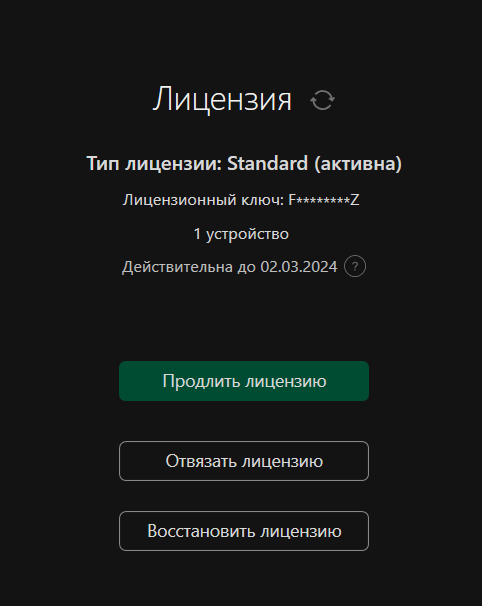 Лицензия
Тип лицензии: Standard (активна)
Лицензионный ключ: F********Z
1 устройство
Действительна до 02.03.2024 ?
Продлить лицензию
Отвязать лицензию
Восстановить лицензию